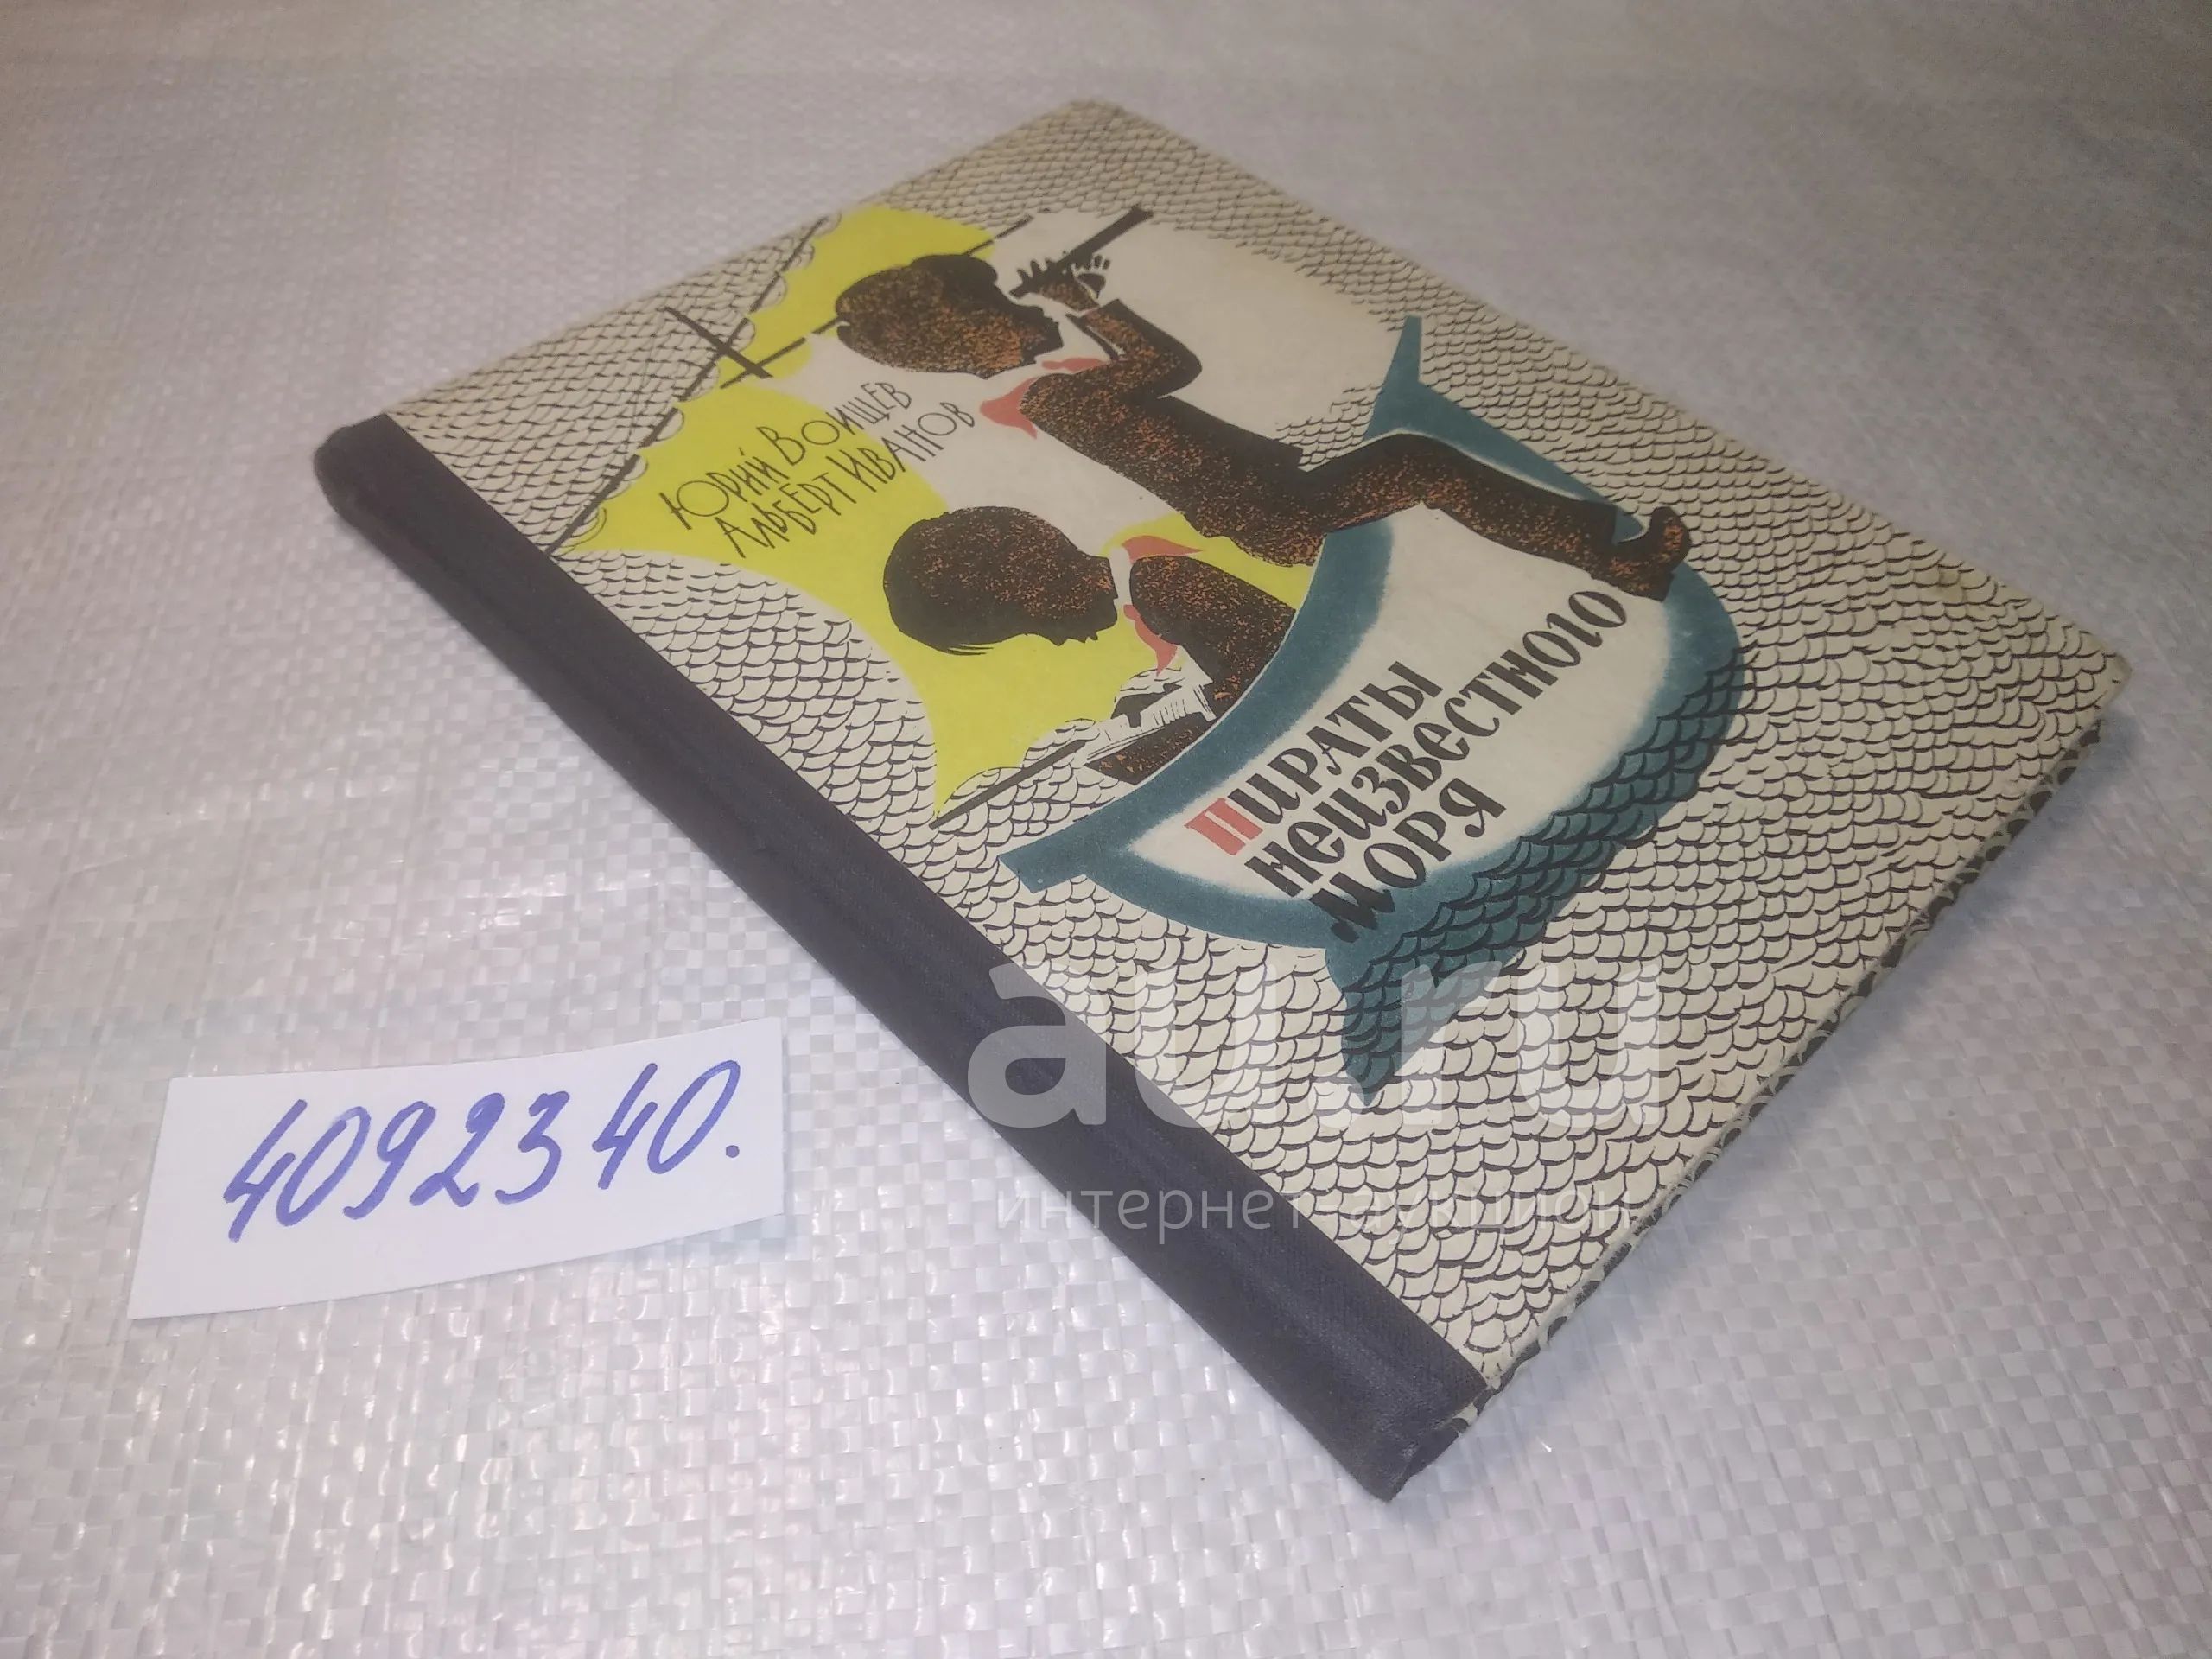 Юрий Воищев
Альберт Иванов
Пираты
неизвестного
моря
4092340.
au.ru
интернет-аукцион